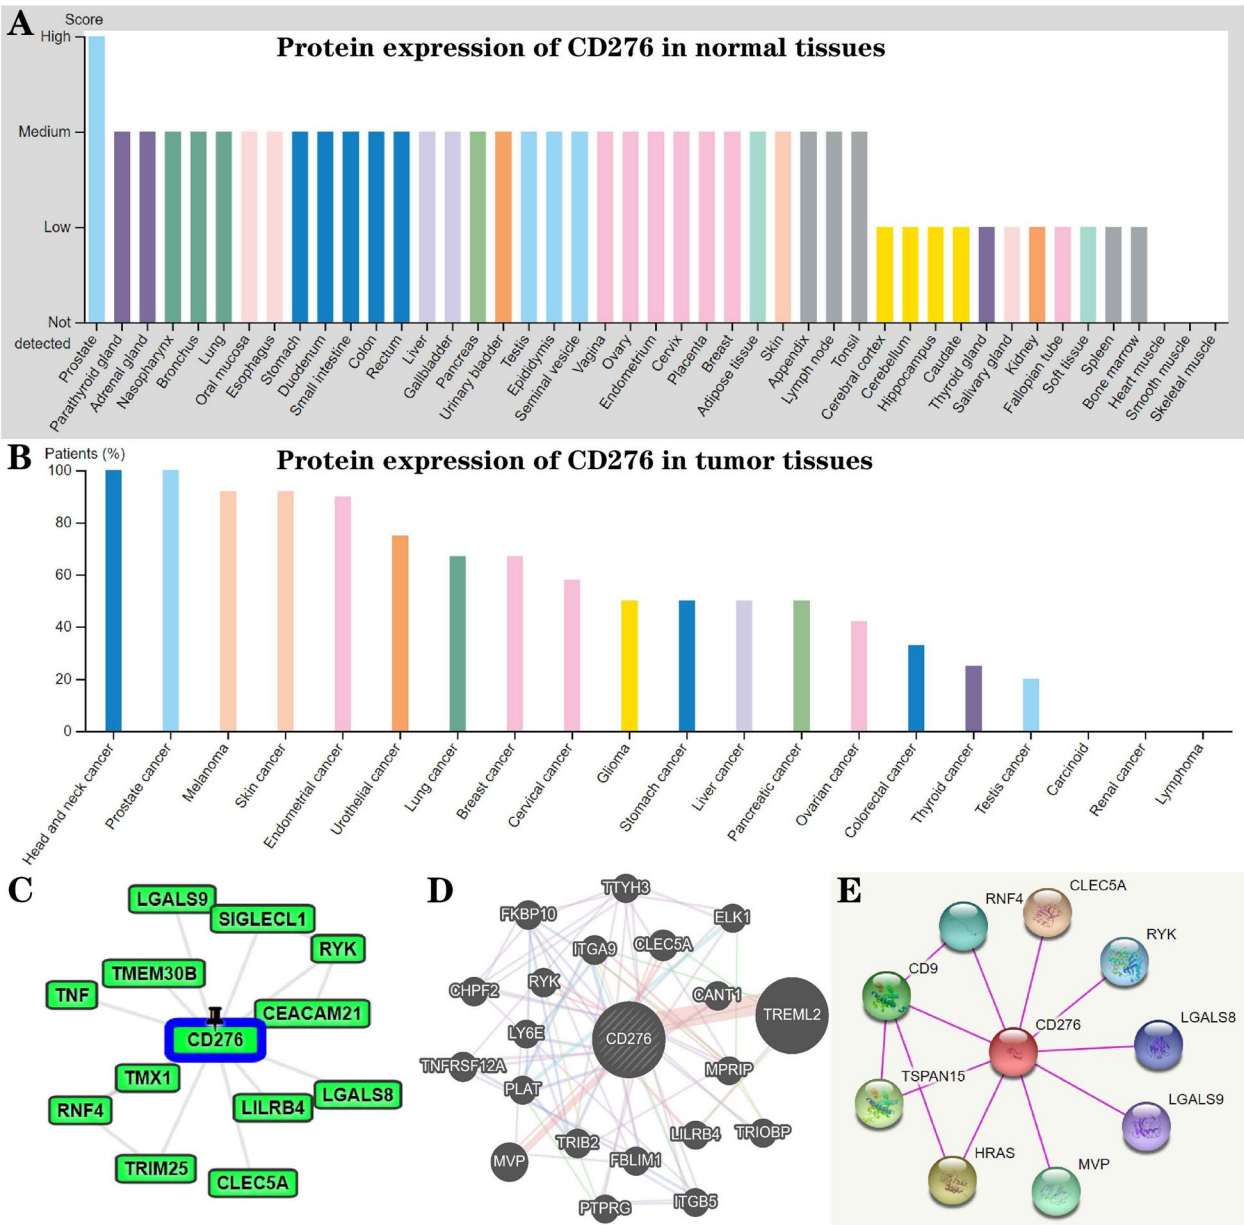 A
Score
Protein expression of CD276 in normal tissues
High
Medium
Low
Not
detected
Prostate
Parathyroid gland
Adrenal gland
Nasopharynx
Bronchus
Lung
Oral mucosa
Esophagus
Stomach
Duodenum
Small intestine
Colon
Rectum
Liver
Gallbladder
Pancreas
Urinary bladder
Testis
Epididymis
Seminal vesicle
Vagina
Ovary
Endometrium
Cervix
Placenta
Breast
Adipose tissue
Skin
Appendix
Lymph node
Tonsil
Cerebral cortex
Cerebellum
Hippocampus
Caudate
Thyroid gland
Salivary gland
Kidney
Fallopian tube
Soft tissue
Spleen
Bone marrow
Heart muscle
Smooth muscle
Skeletal muscle
B
Patients (%)
Protein expression of CD276 in tumor tissues
100
80
60
40
20
0
Head and neck cancer
Prostate cancer
Melanoma
Skin cancer
Endometrial cancer
Urothelial cancer
Lung cancer
Breast cancer
Cervical cancer
Glioma
Stomach cancer
Liver cancer
Pancreatic cancer
Ovarian cancer
Colorectal cancer
Thyroid cancer
Testis cancer
Carcinoid
Renal cancer
Lymphoma
C
LGALS9
SIGLECL1
RYK
TMEM30B
TNF
CEACAM21
CD276
TMX1
RNF4
LILRB4
LGALS8
TRIM25
CLEC5A
D
TTYH3
FKBP10
ELK1
ITGA9
CLEC5A
RYK
CHPF2
CANT1
TREML2
LY6E
CD276
TNFRSF12A
MPRIP
PLAT
TRIB2
LILRB4
TRIOBP
MVP
FBLIM1
PTPRG
ITGB5
E
RNF4
CLEC5A
RYK
CD9
CD276
LGALS8
TSPAN15
LGALS9
HRAS
MVP